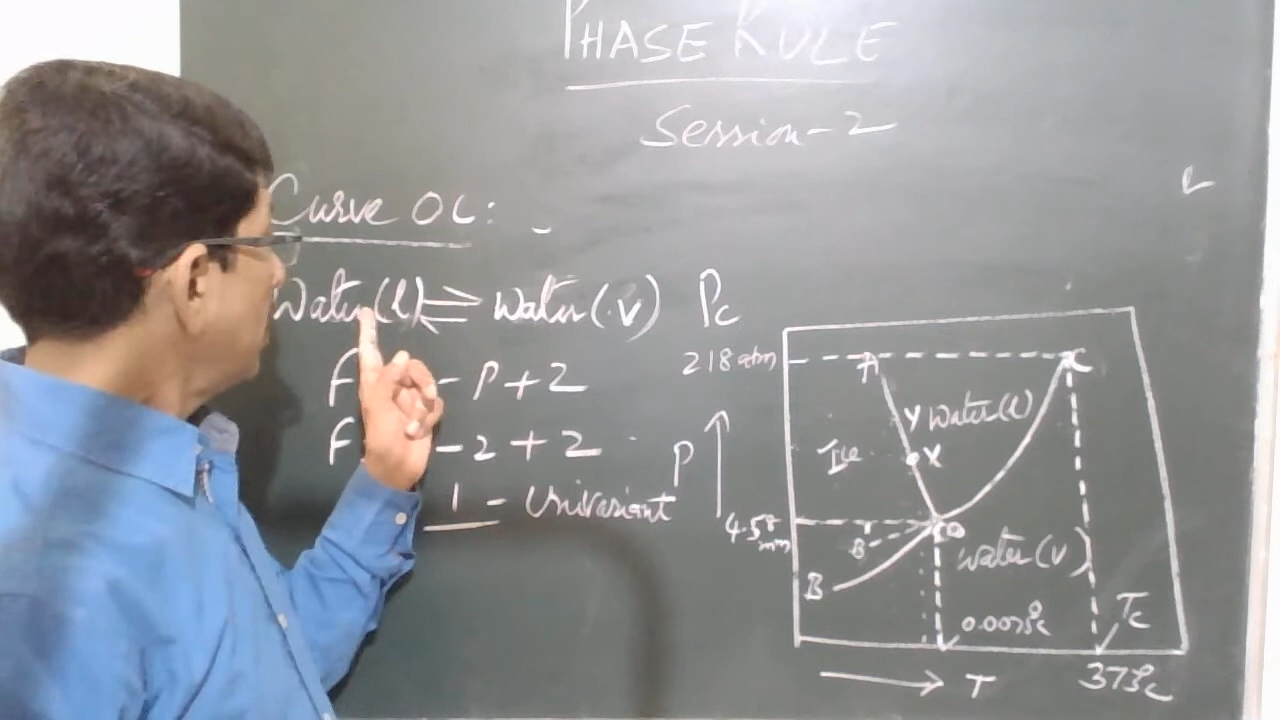 PHASE RULE
Session-2
Curve OC:
Water(l) ⇌ Water(v)
F - P + 2
F - 2 + 2
1 - Univariant
Pc
218 atm
A
C
Y Water(l)
Ice
X
P
4.58 mm
O
B'
Water(v)
B
0.0075°C
Tc
T
373°C